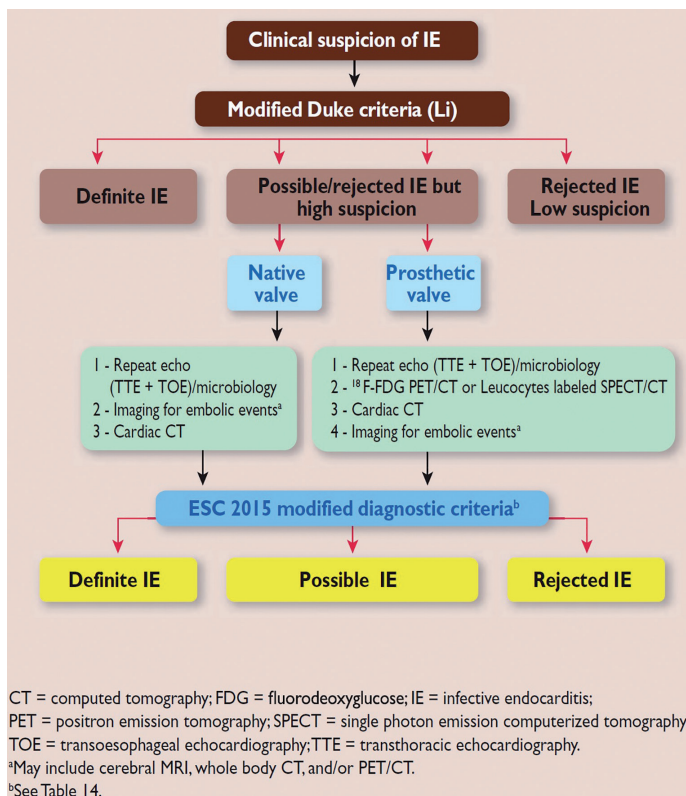 Clinical suspicion of IE
Modified Duke criteria (Li)
Definite IE
Possible/rejected IE but
high suspicion
Rejected IE
Low suspicion
Native
valve
Prosthetic
valve
1 - Repeat echo
(TTE + TOE)/microbiology
2 - Imaging for embolic eventsᵃ
3 - Cardiac CT
1 - Repeat echo (TTE + TOE)/microbiology
2 - ¹⁸F-FDG PET/CT or Leucocytes labeled SPECT/CT
3 - Cardiac CT
4 - Imaging for embolic eventsᵃ
ESC 2015 modified diagnostic criteriaᵇ
Definite IE
Possible IE
Rejected IE
CT = computed tomography; FDG = fluorodeoxyglucose; IE = infective endocarditis;
PET = positron emission tomography; SPECT = single photon emission computerized tomography
TOE = transoesophageal echocardiography; TTE = transthoracic echocardiography.
ᵃMay include cerebral MRI, whole body CT, and/or PET/CT.
ᵇSee Table 14.